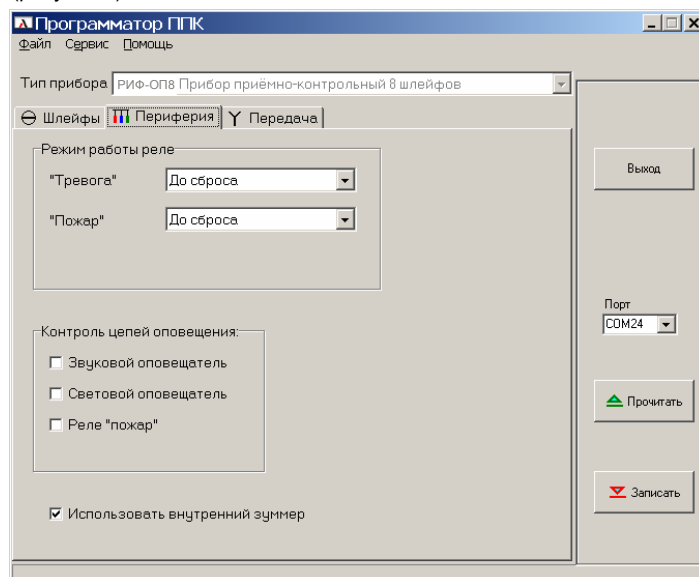 Программатор ППК
Файл Сервис Помощь
Тип прибора РИФ-ОП8 Прибор приёмно-контрольный 8 шлейфов
Шлейфы Периферия Передача
Режим работы реле
"Тревога" До сброса
"Пожар" До сброса
Контроль цепей оповещения:
Звуковой оповещатель
Световой оповещатель
Реле "пожар"
Использовать внутренний зуммер
Выход
Порт
COM24
Прочитать
Записать